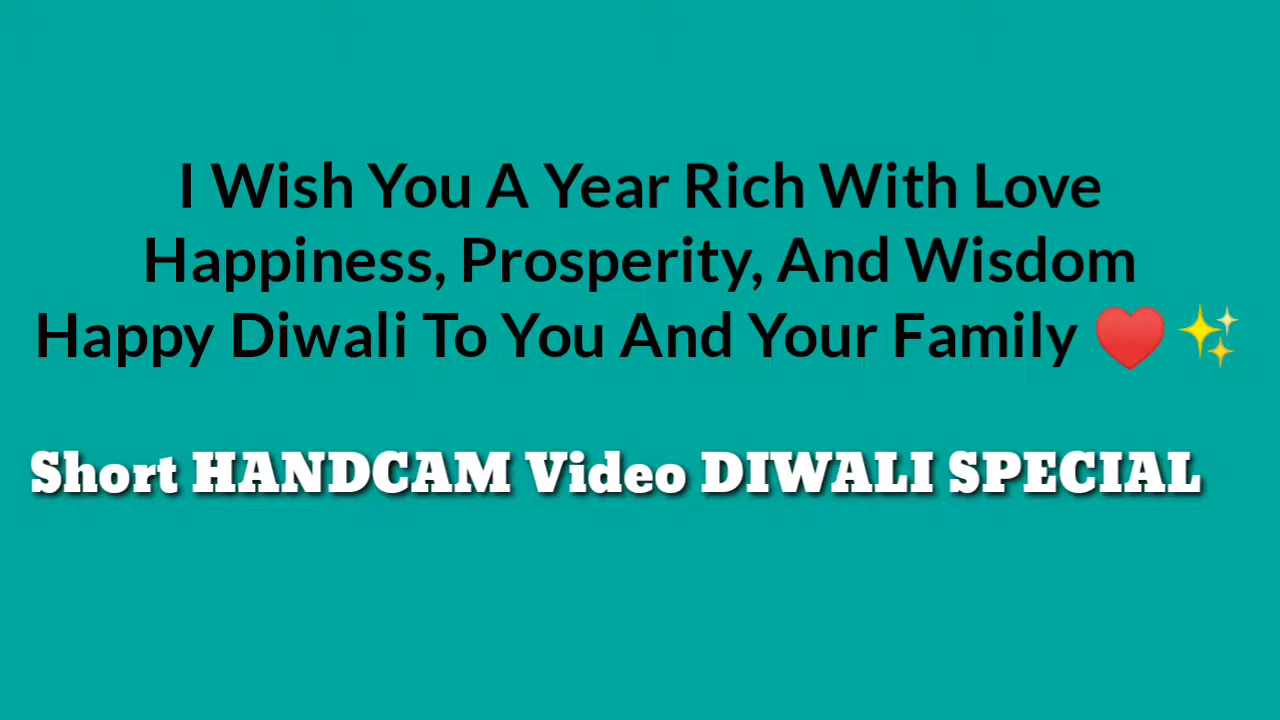 I Wish You A Year Rich With Love
Happiness, Prosperity, And Wisdom
Happy Diwali To You And Your Family ❤️✨
Short HANDCAM Video DIWALI SPECIAL